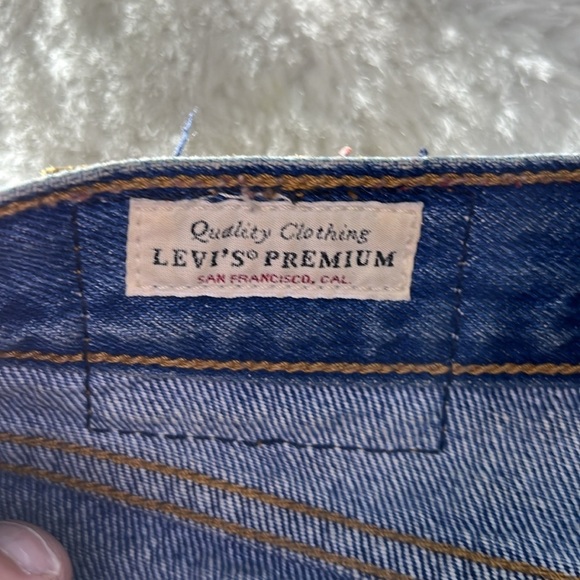 Quality Clothing
LEVI'S® PREMIUM
SAN FRANCISCO, CAL.